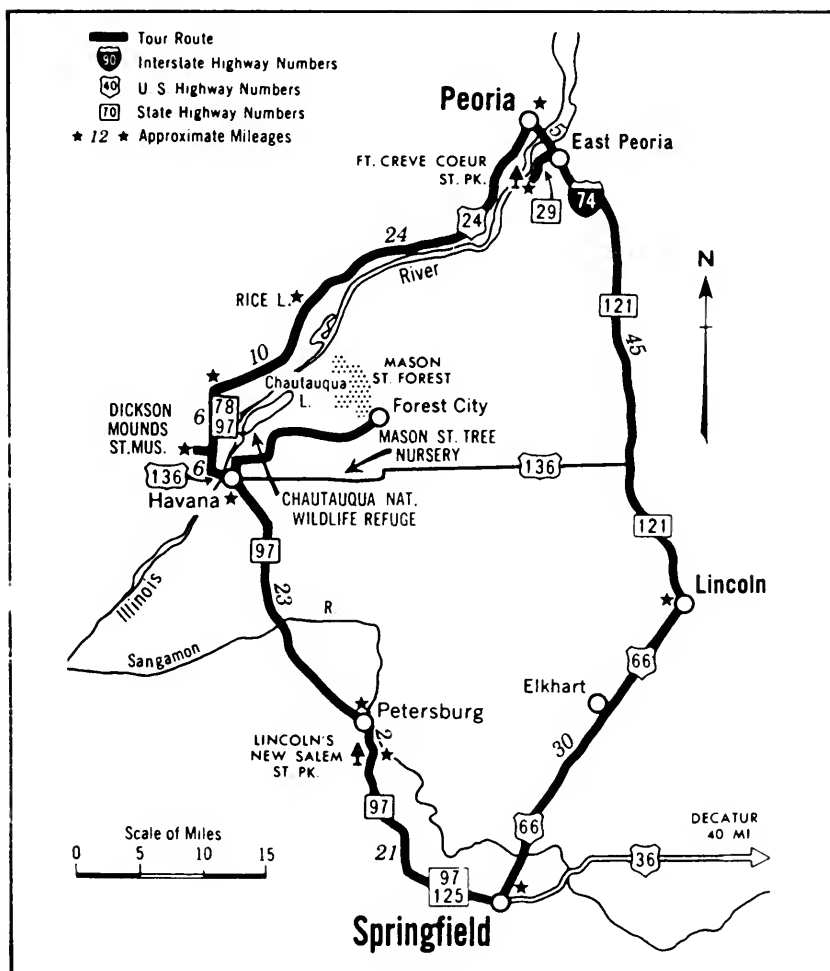 Tour Route
90 Interstate Highway Numbers
40 U.S. Highway Numbers
70 State Highway Numbers
★ 12 ★ Approximate Mileages
Peoria
5
East Peoria
FT. CREVE COEUR
ST. PK.
29
74
24
24
River
N
RICE L.
121
45
10
MASON
ST. FOREST
Chautauqua
L.
6
78
97
Forest City
DICKSON
MOUNDS
ST. MUS.
MASON ST. TREE
NURSERY
6
136
136
Havana
CHAUTAUQUA NAT.
WILDLIFE REFUGE
121
97
Illinois
23
Lincoln
R
Sangamon
66
Elkhart
Petersburg
2
30
LINCOLN'S
NEW SALEM
ST. PK.
97
66
DECATUR
40 MI
Scale of Miles
0 5 10 15
21
36
97
125
Springfield